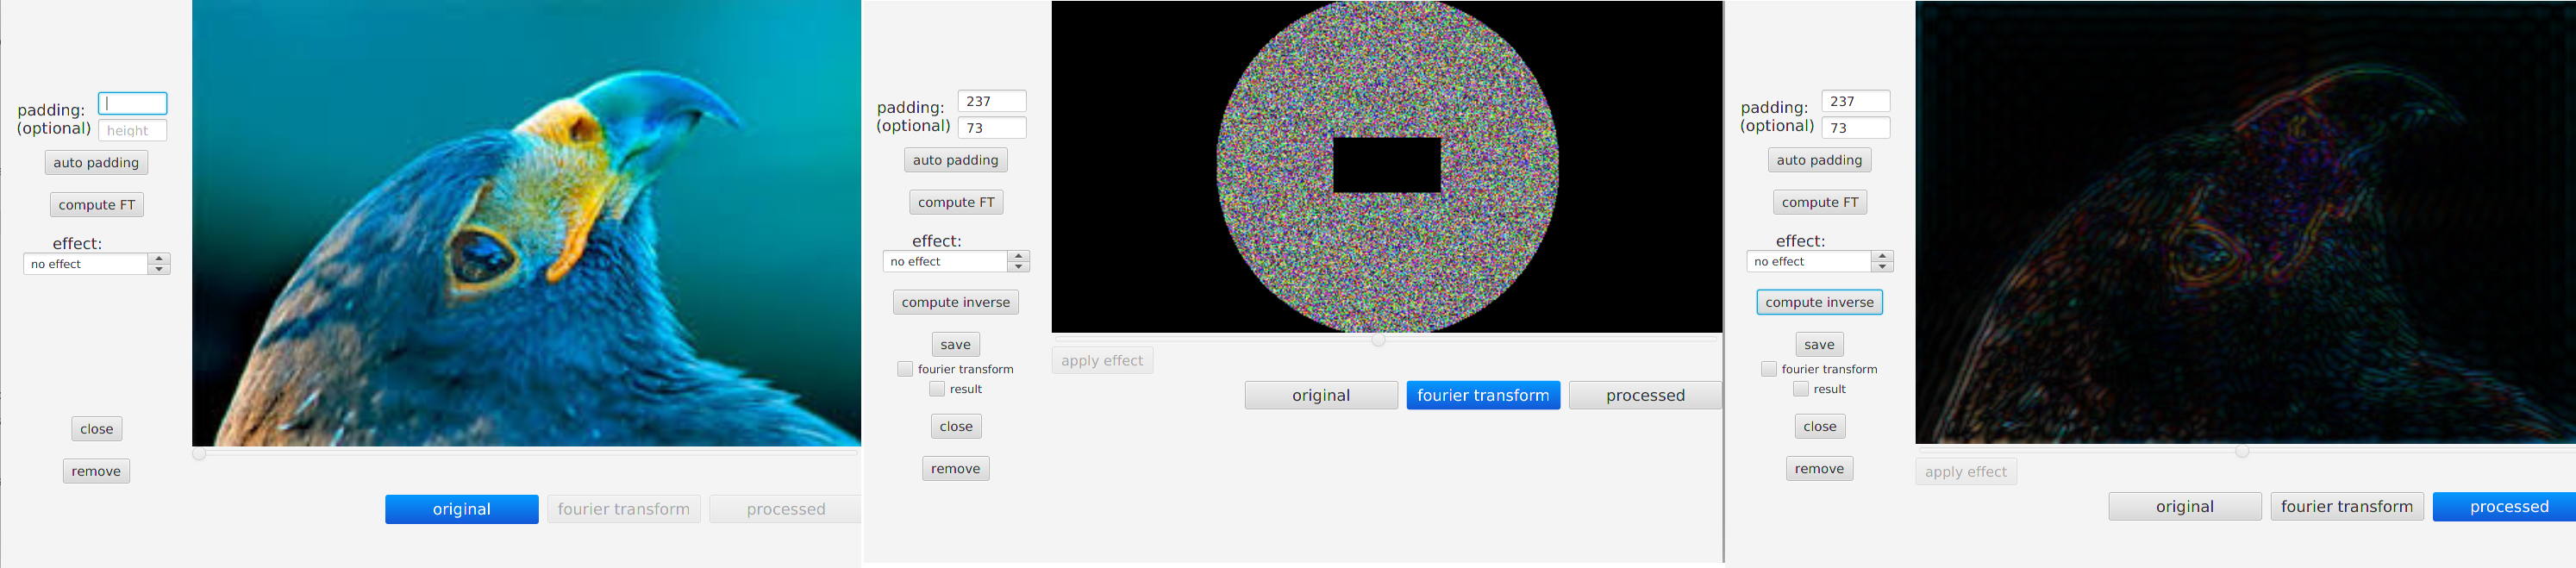 padding:
(optional)
height
auto padding
compute FT
effect:
no effect
close
remove
original
fourier transform
processed
padding:
237
(optional)
73
auto padding
compute FT
effect:
no effect
compute inverse
save
fourier transform
result
close
remove
apply effect
original
fourier transform
processed
padding:
237
(optional)
73
auto padding
compute FT
effect:
no effect
compute inverse
save
fourier transform
result
close
remove
apply effect
original
fourier transform
processed